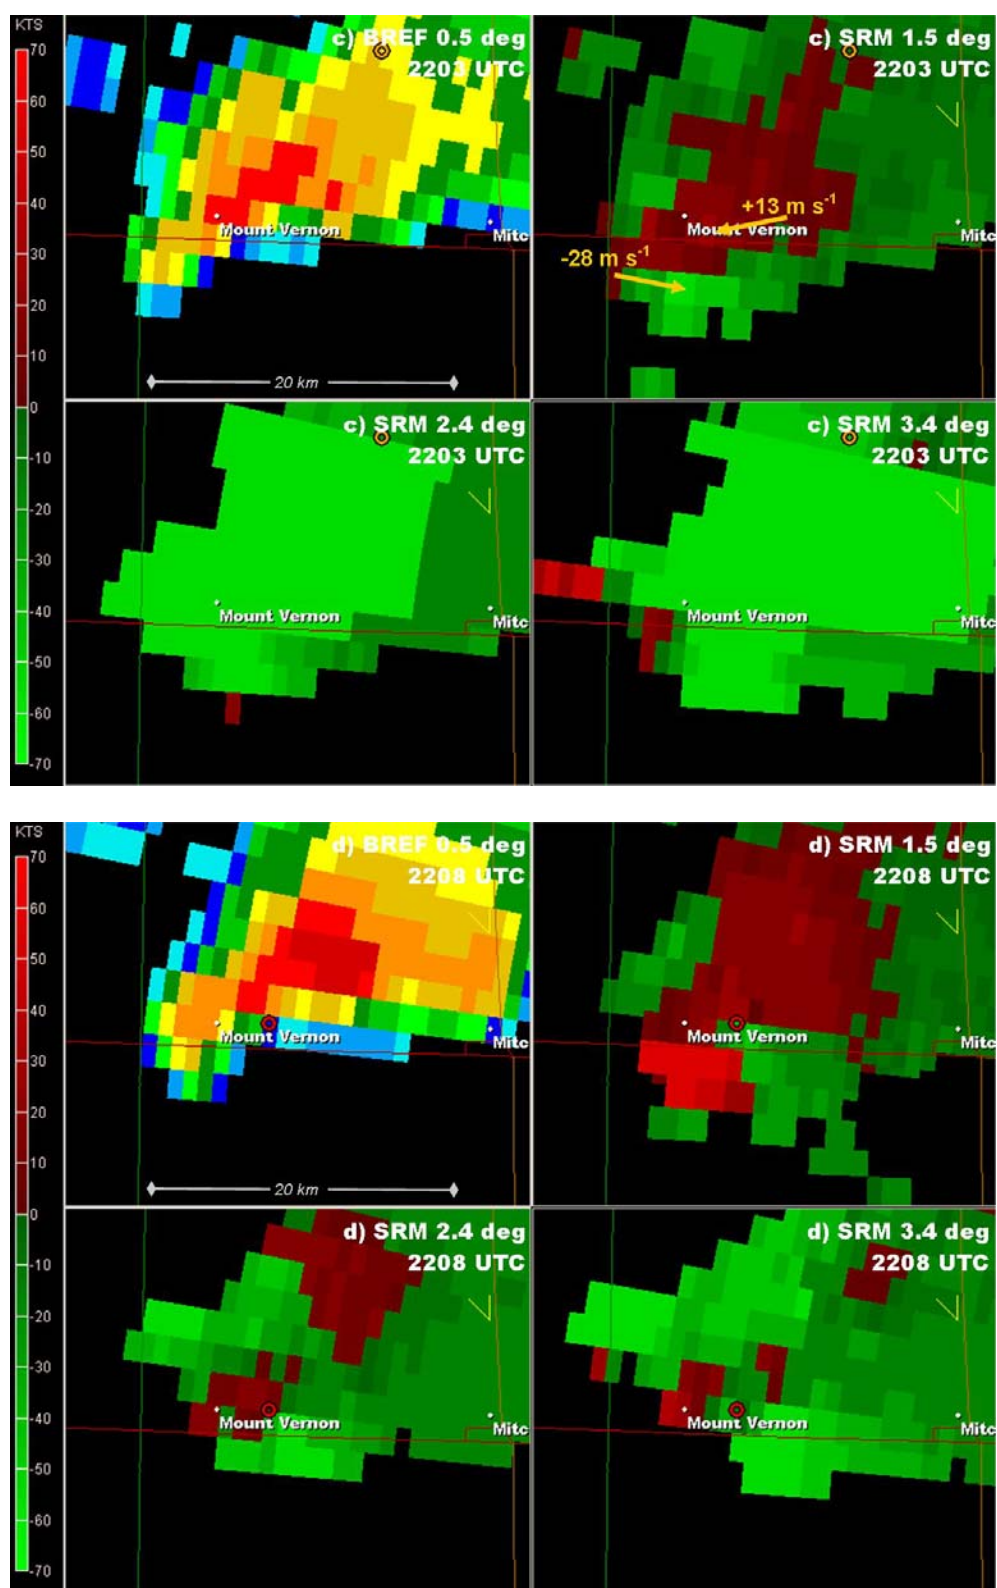 KTS
70
60
50
40
30
20
10
0
-10
-20
-30
-40
-50
-60
-70
c) BREF 0.5 deg
2203 UTC
Mount Vernon
Mitc
20 km
c) SRM 1.5 deg
2203 UTC
+13 m s-1
Mount Vernon
Mitc
-28 m s-1
c) SRM 2.4 deg
2203 UTC
Mount Vernon
Mitc
c) SRM 3.4 deg
2203 UTC
Mount Vernon
Mitc
KTS
70
60
50
40
30
20
10
0
-10
-20
-30
-40
-50
-60
-70
d) BREF 0.5 deg
2208 UTC
Mount Vernon
Mitc
20 km
d) SRM 1.5 deg
2208 UTC
Mount Vernon
Mitc
d) SRM 2.4 deg
2208 UTC
Mount Vernon
Mitc
d) SRM 3.4 deg
2208 UTC
Mount Vernon
Mitc